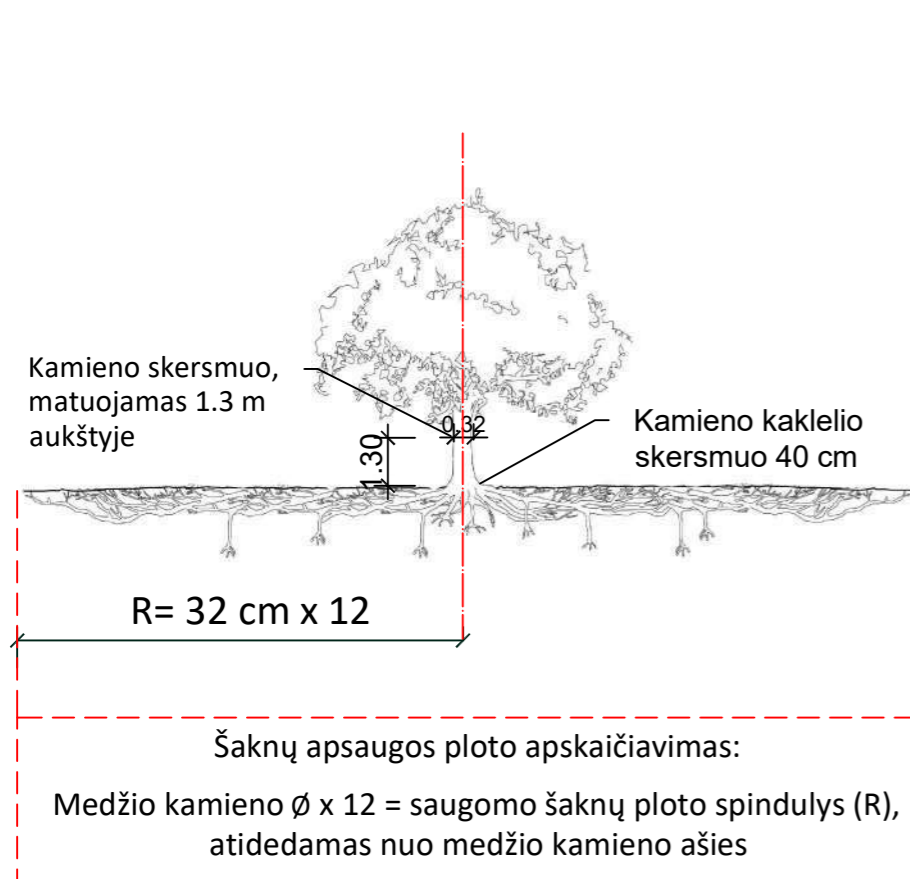 Kamieno skersmuo,
matuojamas 1.3 m
aukštyje
0.32
1.30
Kamieno kaklelio
skersmuo 40 cm
R= 32 cm x 12
Šaknų apsaugos ploto apskaičiavimas:
Medžio kamieno Ø x 12 = saugomo šaknų ploto spindulys (R),
atidedamas nuo medžio kamieno ašies